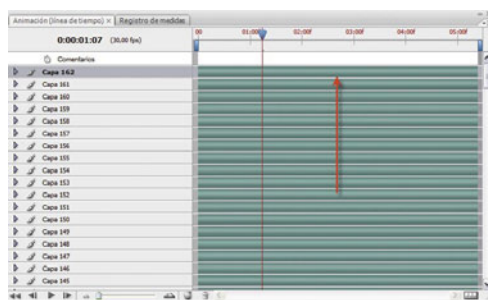 Animación (línea de tiempo) × Registro de medidas
0:00:01:07 (30,00 fps)
00 01:00f 02:00f 03:00f 04:00f 05:00f
Comentarios
Capa 162
Capa 161
Capa 160
Capa 159
Capa 158
Capa 157
Capa 156
Capa 155
Capa 154
Capa 153
Capa 152
Capa 151
Capa 150
Capa 149
Capa 148
Capa 147
Capa 146
Capa 145